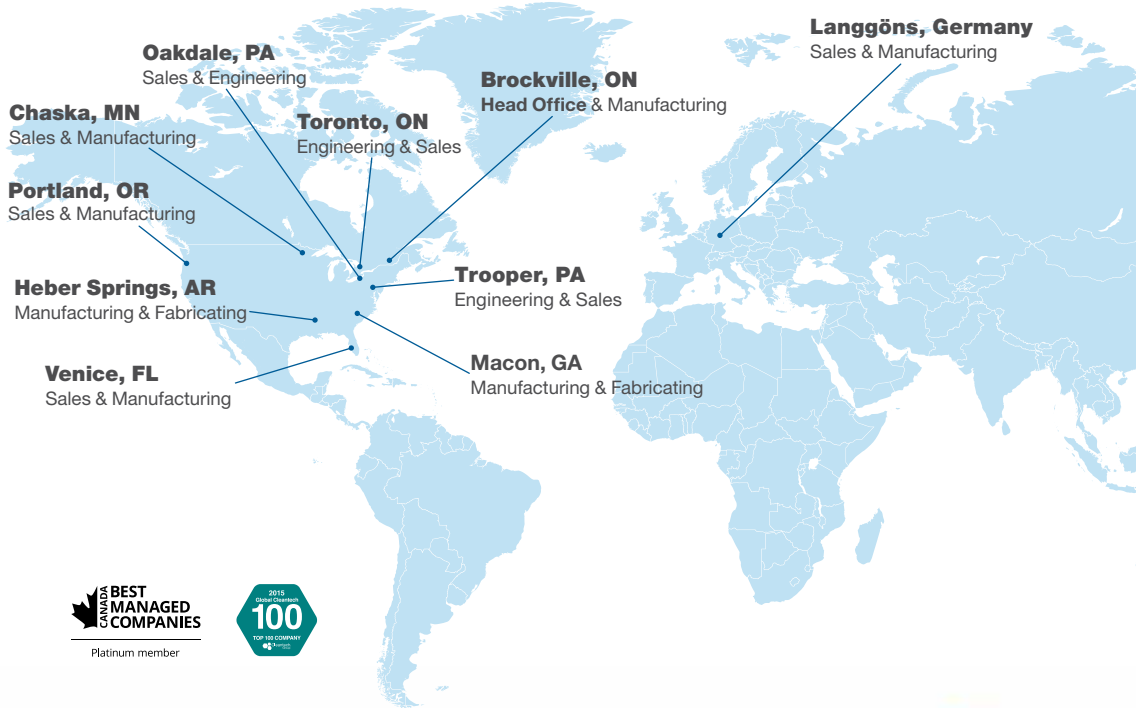 Langgöns, Germany
Sales & Manufacturing
Oakdale, PA
Sales & Engineering
Brockville, ON
Head Office & Manufacturing
Chaska, MN
Sales & Manufacturing
Toronto, ON
Engineering & Sales
Portland, OR
Sales & Manufacturing
Trooper, PA
Engineering & Sales
Heber Springs, AR
Manufacturing & Fabricating
Macon, GA
Manufacturing & Fabricating
Venice, FL
Sales & Manufacturing
CANADA
BEST
MANAGED
COMPANIES
Platinum member
2015
Global Cleantech
100
TOP 100 COMPANY